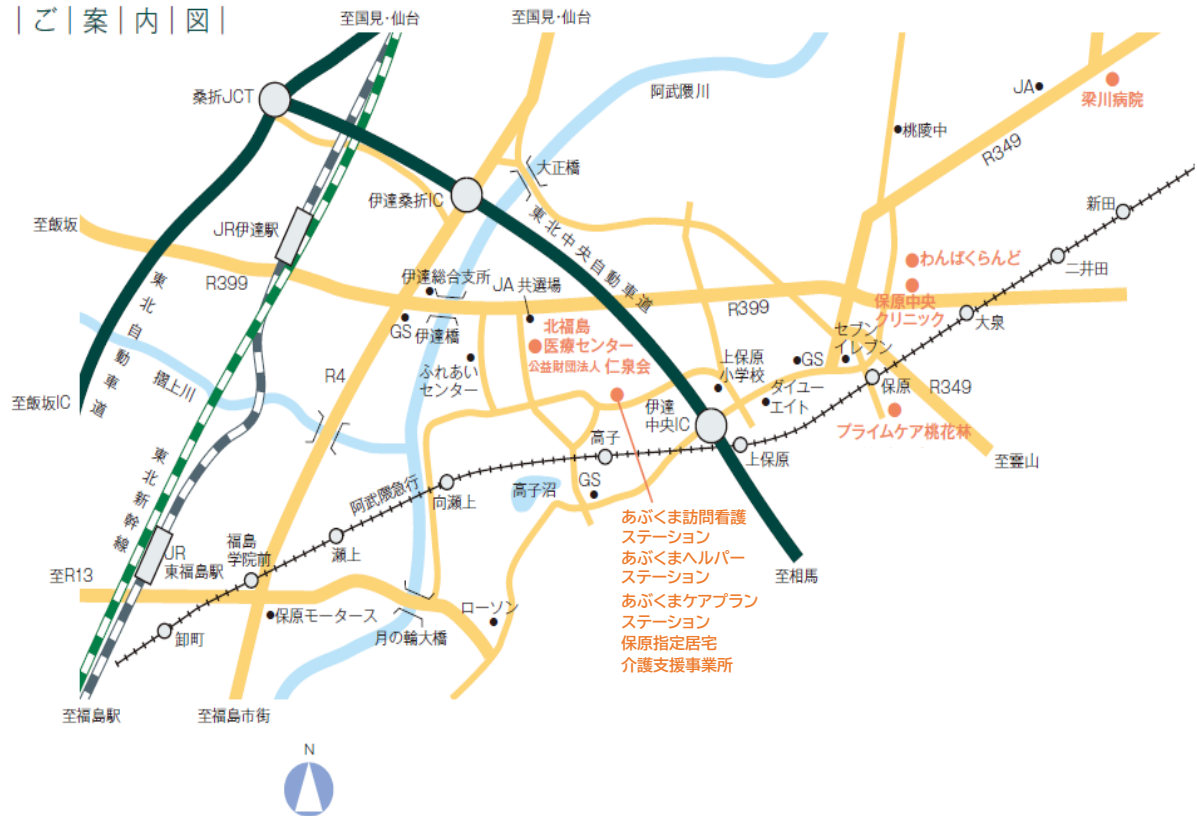 ｜ご｜案｜内｜図｜
至国見・仙台
至国見・仙台
桑折JCT
阿武隈川
JA
梁川病院
桃陵中
R349
大正橋
伊達桑折IC
新田
至飯坂
JR伊達駅
東北中央自動車道
わんぱくらんど
二井田
東北自動車道
R399
伊達総合支所
JA 共選場
R399
保原中央
クリニック
大泉
GS
伊達橋
北福島
医療センター
公益財団法人 仁泉会
セブン
イレブン
摺上川
R4
ふれあい
センター
上保原
小学校
GS
ダイユー
エイト
保原
R349
至飯坂IC
伊達
中央IC
プライムケア桃花林
高子
上保原
至霊山
東北新幹線
阿武隈急行
向瀬上
高子沼
GS
あぶくま訪問看護
ステーション
あぶくまヘルパー
ステーション
あぶくまケアプラン
ステーション
保原指定居宅
介護支援事業所
福島
学院前
瀬上
JR
東福島駅
至R13
至相馬
保原モータース
ローソン
卸町
月の輪大橋
至福島駅
至福島市街
N